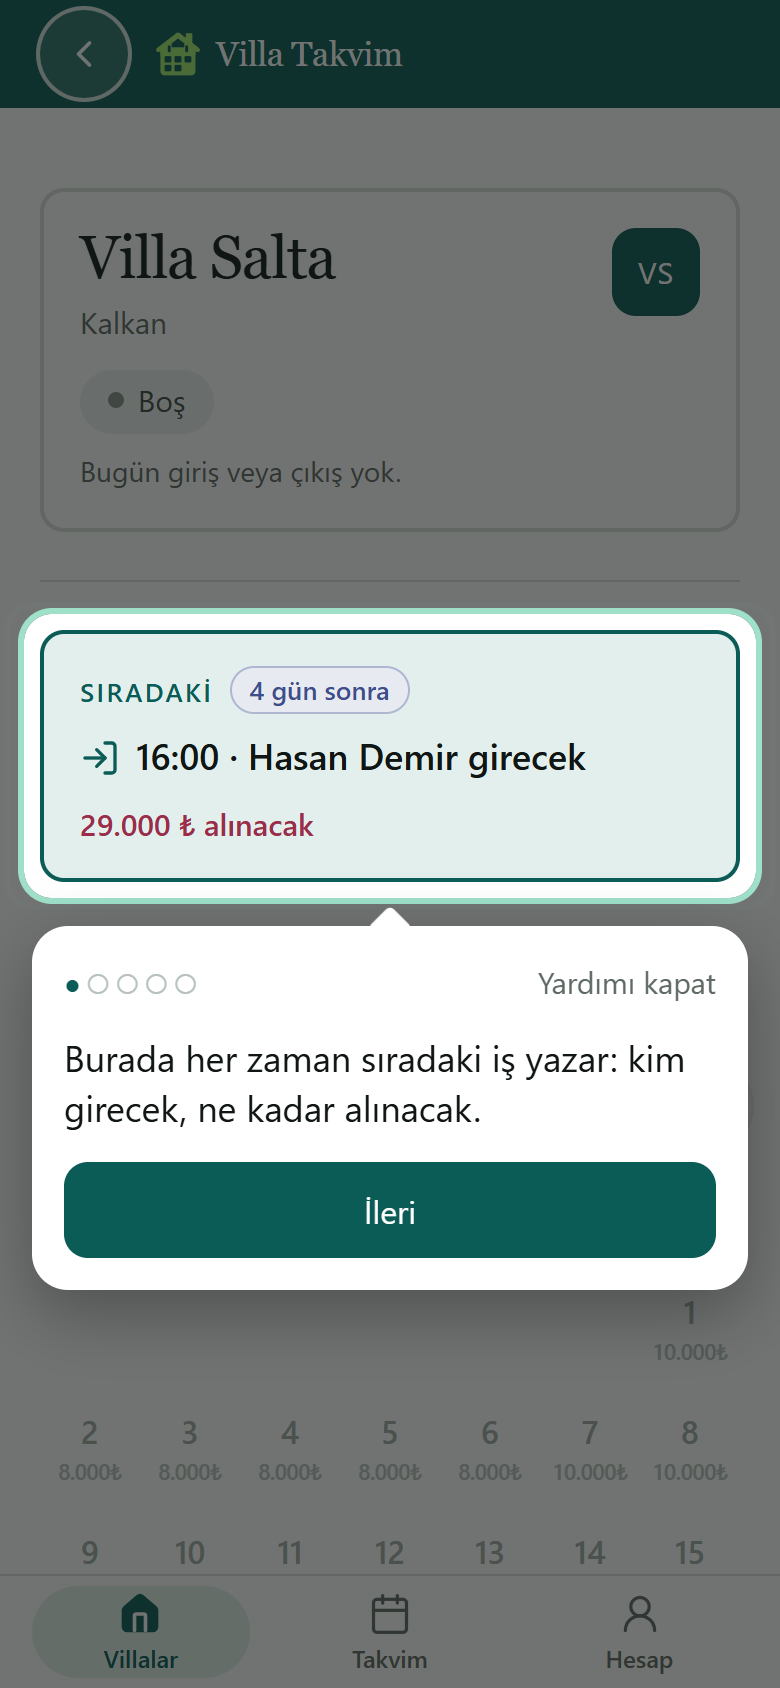 Villa Takvim
Villa Salta
VS
Kalkan
Boş
Bugün giriş veya çıkış yok.
SIRADAKİ
4 gün sonra
16:00 · Hasan Demir girecek
29.000 ₺ alınacak
Yardımı kapat
Burada her zaman sıradaki iş yazar: kim
girecek, ne kadar alınacak.
İleri
1
10.000₺
2 3 4 5 6 7 8
8.000₺ 8.000₺ 8.000₺ 8.000₺ 8.000₺ 10.000₺ 10.000₺
9 10 11 12 13 14 15
Villalar Takvim Hesap